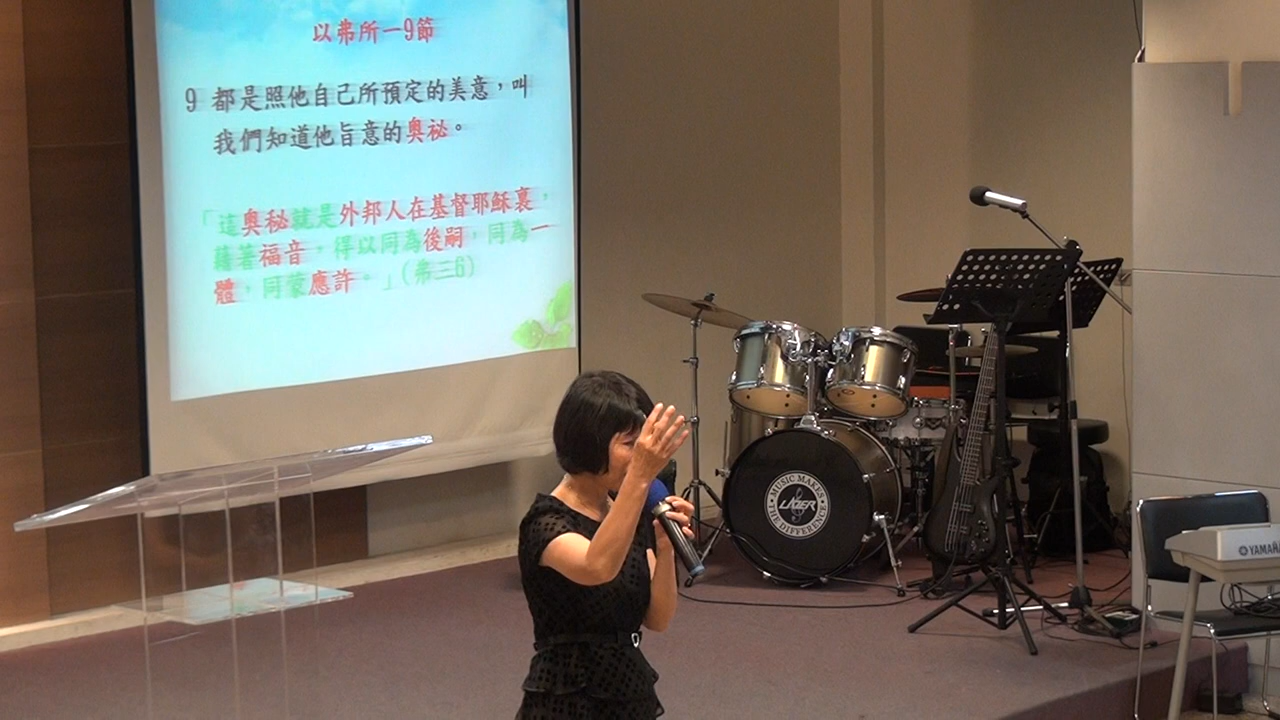 以弗所一9節
9 都是照他自己所預定的美意，叫
我們知道他旨意的奧祕。
「這奧秘就是外邦人在基督耶穌裏，
藉著福音，得以同為後嗣，同為一
體，同蒙應許。」(弗三6)
MUSIC MAKES
LAZER
THE DIFFERENCE
YAMAHA